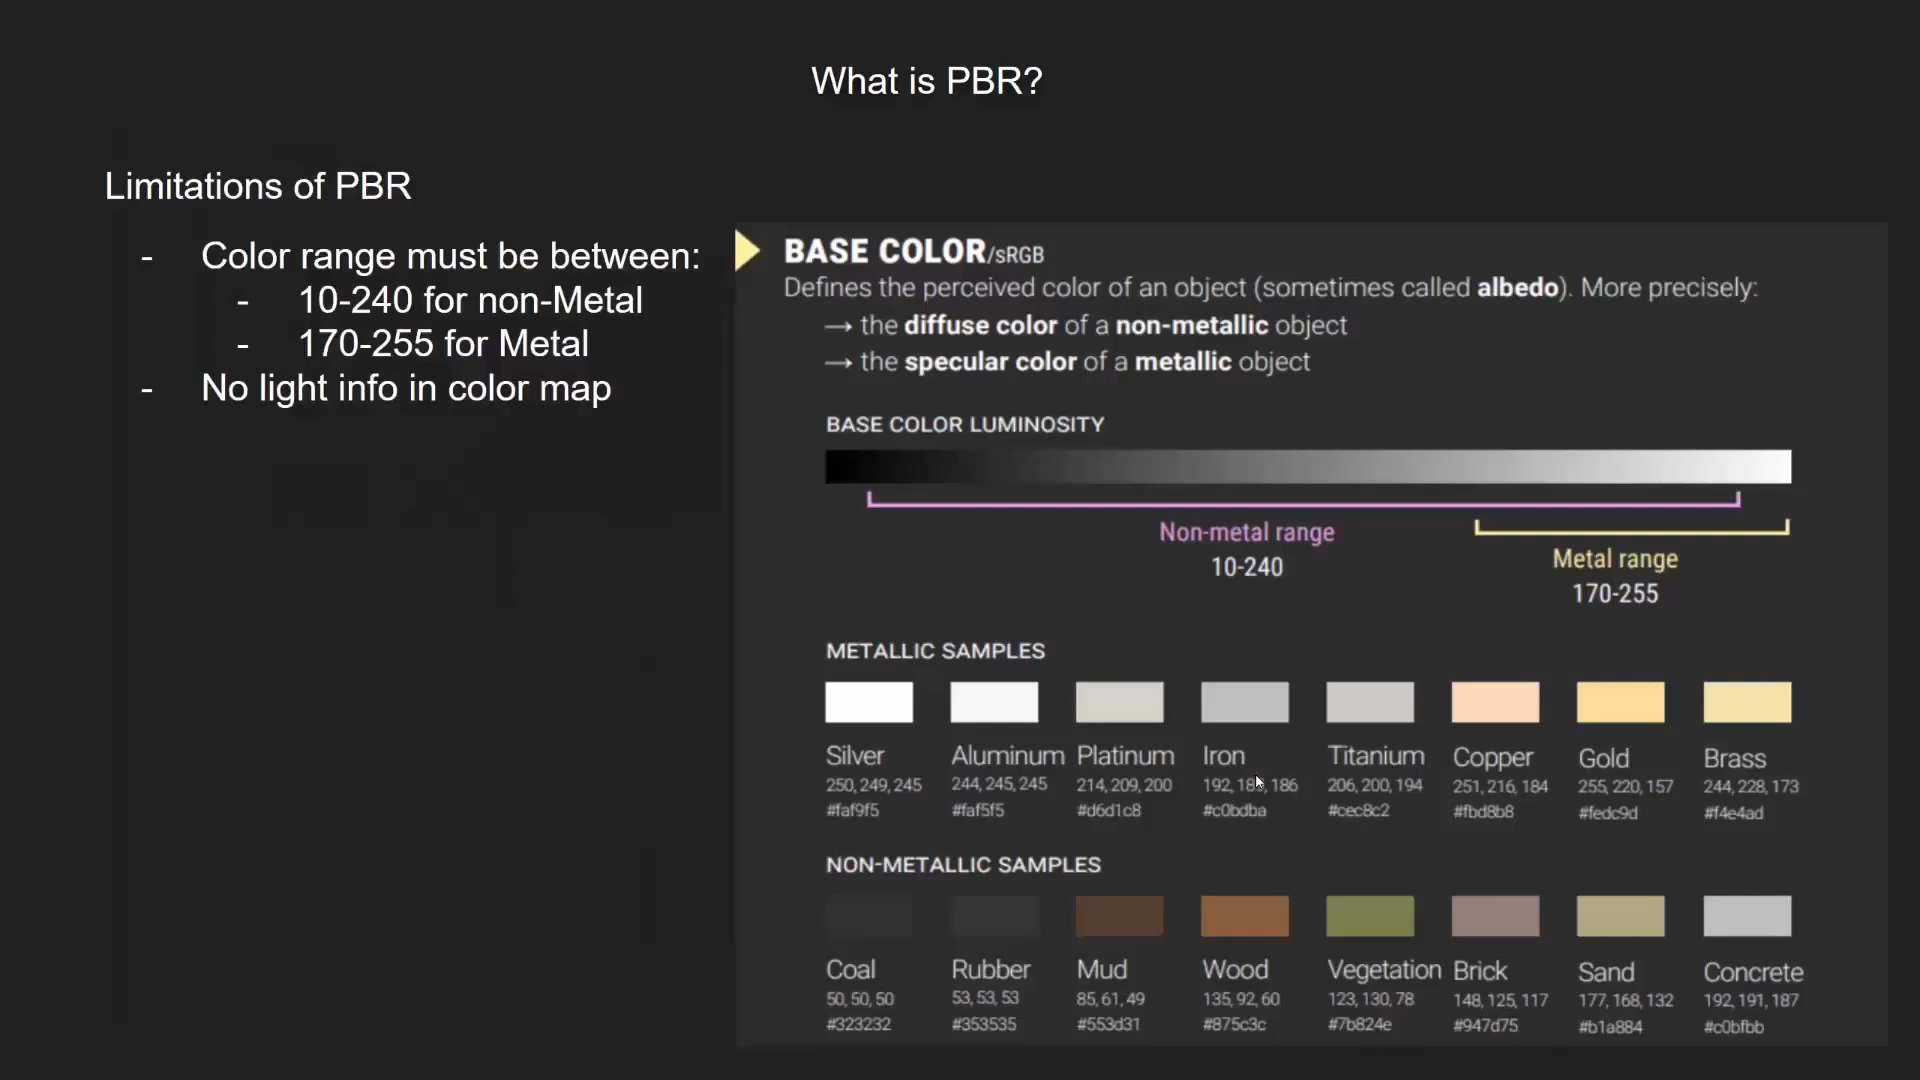 What is PBR?
Limitations of PBR
- Color range must be between:
- 10-240 for non-Metal
- 170-255 for Metal
- No light info in color map
BASE COLOR/sRGB
Defines the perceived color of an object (sometimes called albedo). More precisely:
→ the diffuse color of a non-metallic object
→ the specular color of a metallic object
BASE COLOR LUMINOSITY
Non-metal range
10-240
Metal range
170-255
METALLIC SAMPLES
Silver Aluminum Platinum Iron Titanium Copper Gold Brass
250, 249, 245 244, 245, 245 214, 209, 200 192, 186 206, 200, 194 251, 216, 184 255, 220, 157 244, 228, 173
#faf9f5 #faf5f5 #d6d1c8 #c0bdba #cec8c2 #fbd8b8 #fedc9d #f4e4ad
NON-METALLIC SAMPLES
Coal Rubber Mud Wood Vegetation Brick Sand Concrete
50, 50, 50 53, 53, 53 85, 61, 49 135, 92, 60 123, 130, 78 148, 125, 117 177, 168, 132 192, 191, 187
#323232 #353535 #553d31 #875c3c #7b824e #947d75 #b1a884 #c0bfbb